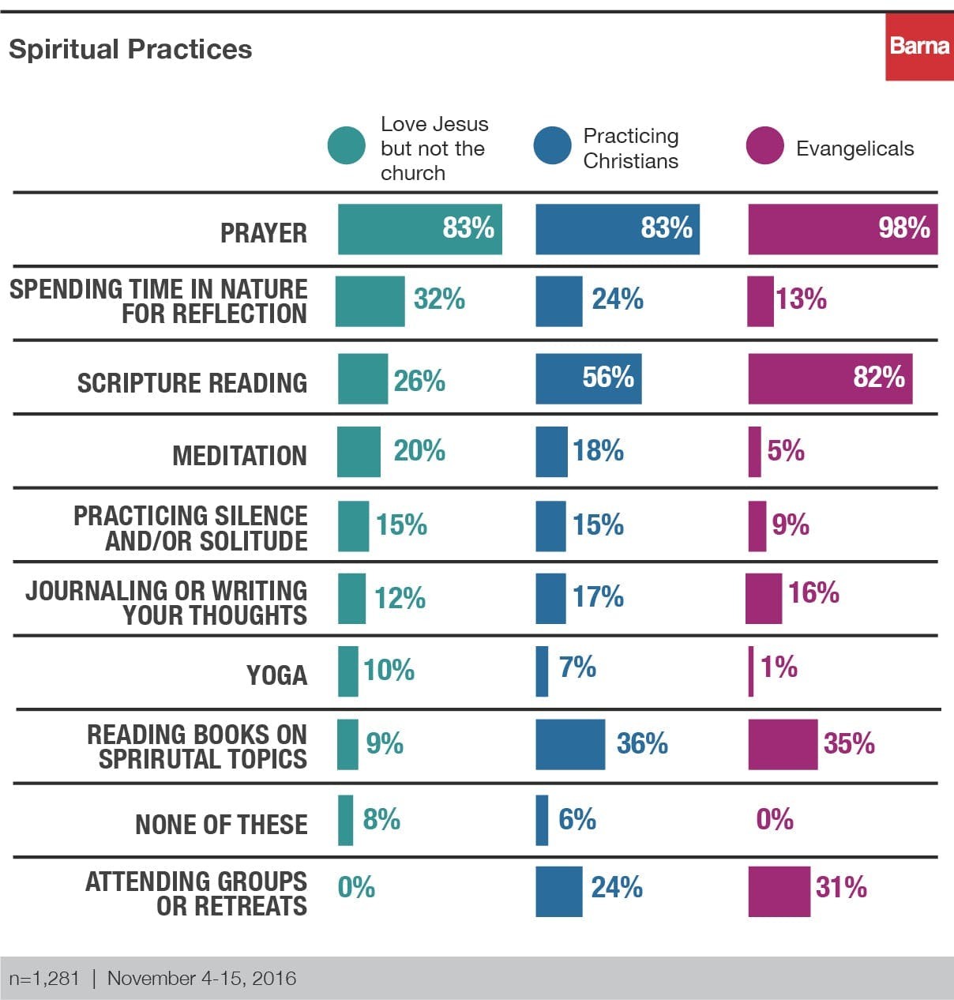 Spiritual Practices
Barna
Love Jesus
but not the
church
Practicing
Christians
Evangelicals
PRAYER
83%
83%
98%
SPENDING TIME IN NATURE
FOR REFLECTION
32%
24%
13%
SCRIPTURE READING
26%
56%
82%
MEDITATION
20%
18%
5%
PRACTICING SILENCE
AND/OR SOLITUDE
15%
15%
9%
JOURNALING OR WRITING
YOUR THOUGHTS
12%
17%
16%
YOGA
10%
7%
1%
READING BOOKS ON
SPRIRUTAL TOPICS
9%
36%
35%
NONE OF THESE
8%
6%
0%
ATTENDING GROUPS
OR RETREATS
0%
24%
31%
n=1,281 | November 4-15, 2016